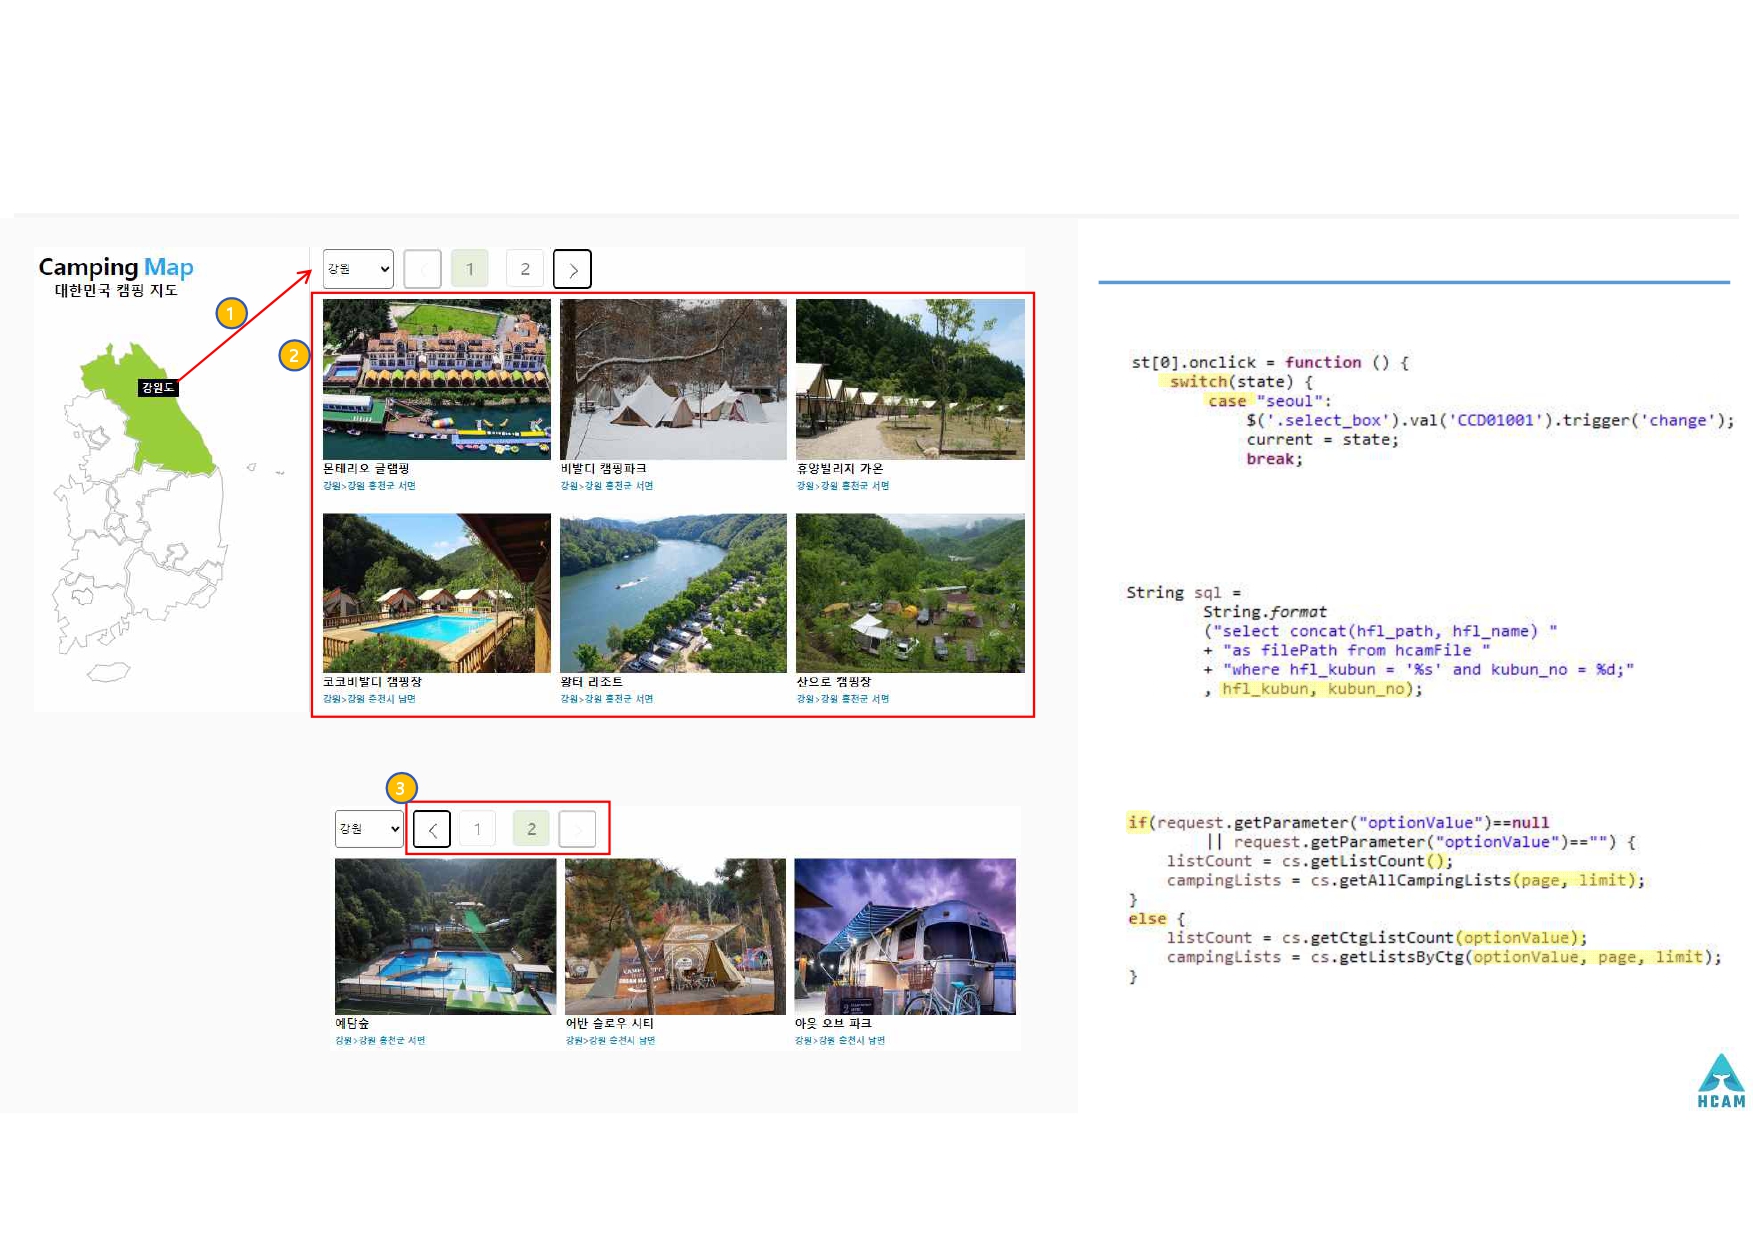 Camping Map
대한민국 캠핑 지도
1
강원도
강원
1
2
2
몬테리오 글램핑
강원>강원 홍천군 서면
비발디 캠핑파크
강원>강원 홍천군 서면
휴양빌리지 가온
강원>강원 홍천군 서면
코코비발디 캠핑장
강원>강원 춘천시 남면
왕터 리조트
강원>강원 홍천군 서면
산으로 캠핑장
강원>강원 홍천군 서면
3
강원
1
2
예담숲
강원>강원 홍천군 서면
어반 슬로우 시티
강원>강원 춘천시 남면
아웃 오브 파크
강원>강원 춘천시 남면
st[0].onclick = function () {
switch(state) {
case "seoul":
$('.select_box').val('CCD01001').trigger('change');
current = state;
break;
String sql =
String.format
("select concat(hfl_path, hfl_name) "
+ "as filePath from hcamFile "
+ "where hfl_kubun = '%s' and kubun_no = %d;"
, hfl_kubun, kubun_no);
if(request.getParameter("optionValue")==null
|| request.getParameter("optionValue")=="") {
listCount = cs.getListCount();
campingLists = cs.getAllCampingLists(page, limit);
}
else {
listCount = cs.getCtgListCount(optionValue);
campingLists = cs.getListsByCtg(optionValue, page, limit);
}
HCAM